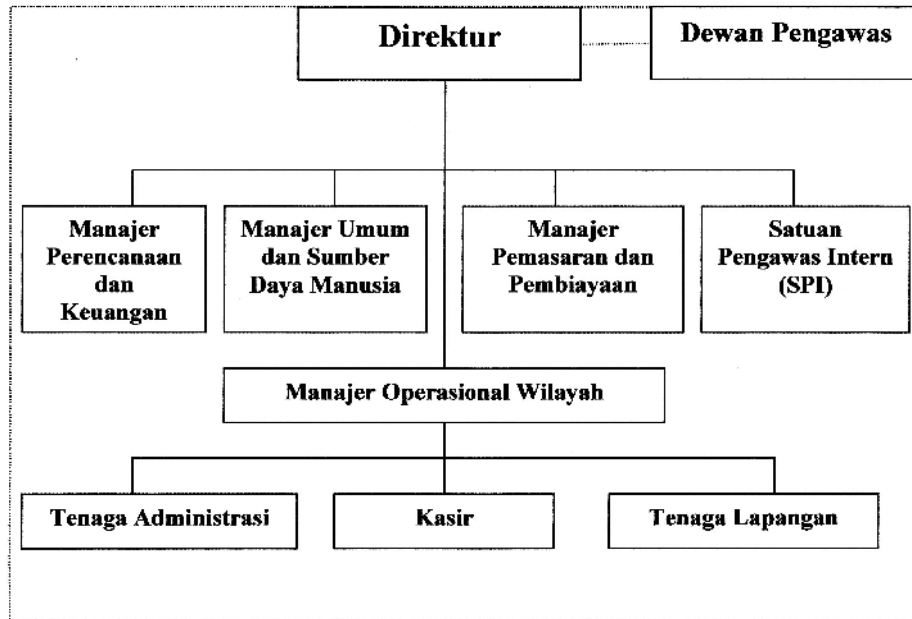 Direktur
Dewan Pengawas
Manajer
Perencanaan
dan
Keuangan
Manajer Umum
dan Sumber
Daya Manusia
Manajer
Pemasaran dan
Pembiayaan
Satuan
Pengawas Intern
(SPI)
Manajer Operasional Wilayah
Tenaga Administrasi
Kasir
Tenaga Lapangan